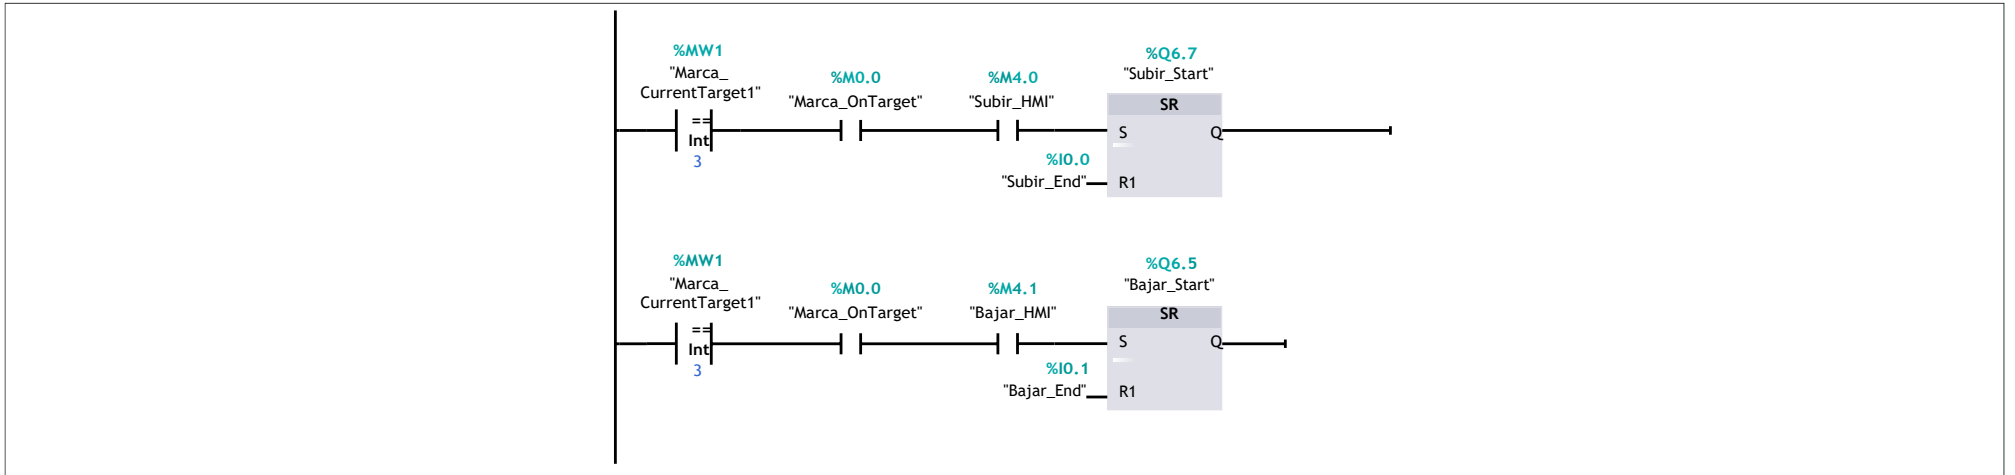 %MW1
"Marca_
CurrentTarget1"
==
Int
3
%M0.0
"Marca_OnTarget"
%M4.0
"Subir_HMI"
%Q6.7
"Subir_Start"
SR
S
Q
%I0.0
"Subir_End"
R1
%MW1
"Marca_
CurrentTarget1"
==
Int
3
%M0.0
"Marca_OnTarget"
%M4.1
"Bajar_HMI"
%Q6.5
"Bajar_Start"
SR
S
Q
%I0.1
"Bajar_End"
R1